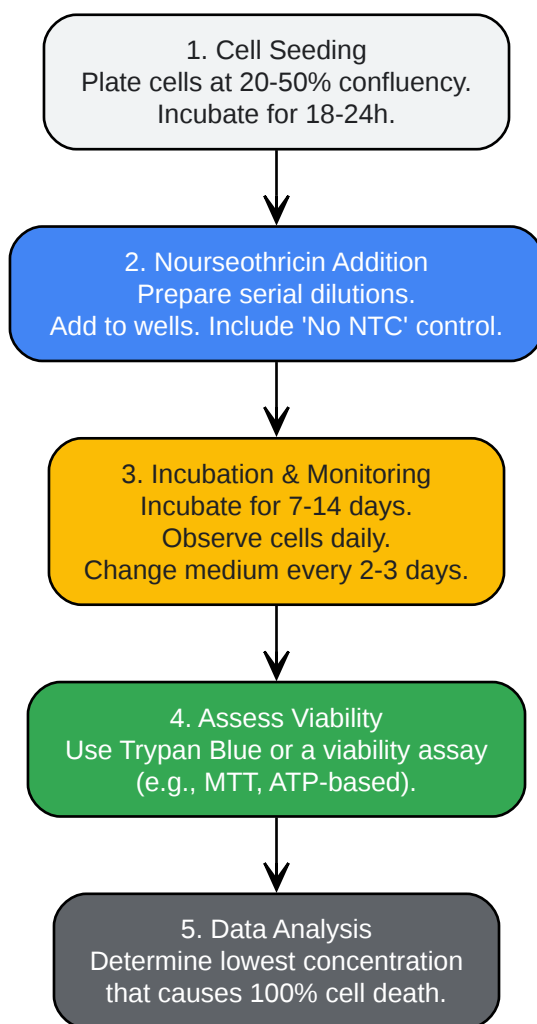 1. Cell Seeding
Plate cells at 20-50% confluency.
Incubate for 18-24h.
2. Nourseothricin Addition
Prepare serial dilutions.
Add to wells. Include 'No NTC' control.
3. Incubation & Monitoring
Incubate for 7-14 days.
Observe cells daily.
Change medium every 2-3 days.
4. Assess Viability
Use Trypan Blue or a viability assay
(e.g., MTT, ATP-based).
5. Data Analysis
Determine lowest concentration
that causes 100% cell death.